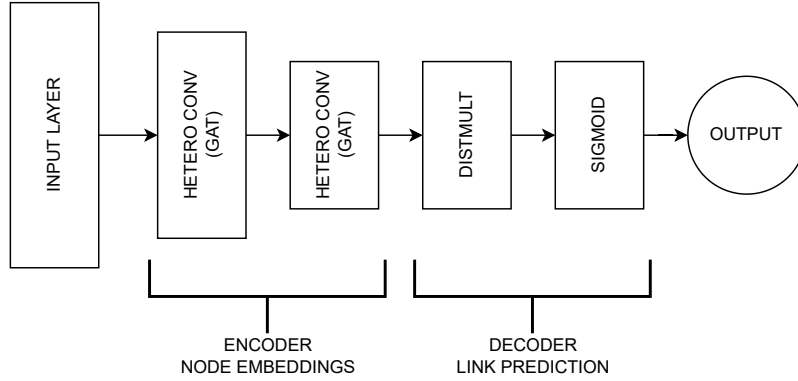 INPUT LAYER
HETERO CONV
(GAT)
HETERO CONV
(GAT)
DISTMULT
SIGMOID
OUTPUT
ENCODER
NODE EMBEDDINGS
DECODER
LINK PREDICTION